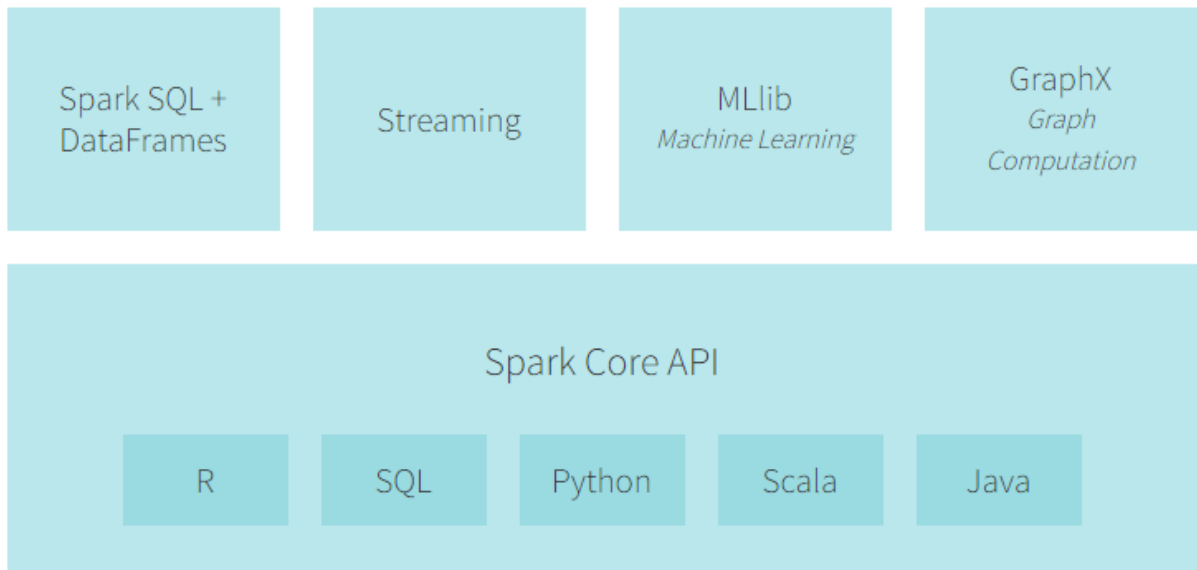 Spark SQL +
DataFrames
Streaming
MLlib
Machine Learning
GraphX
Graph
Computation
Spark Core API
R
SQL
Python
Scala
Java